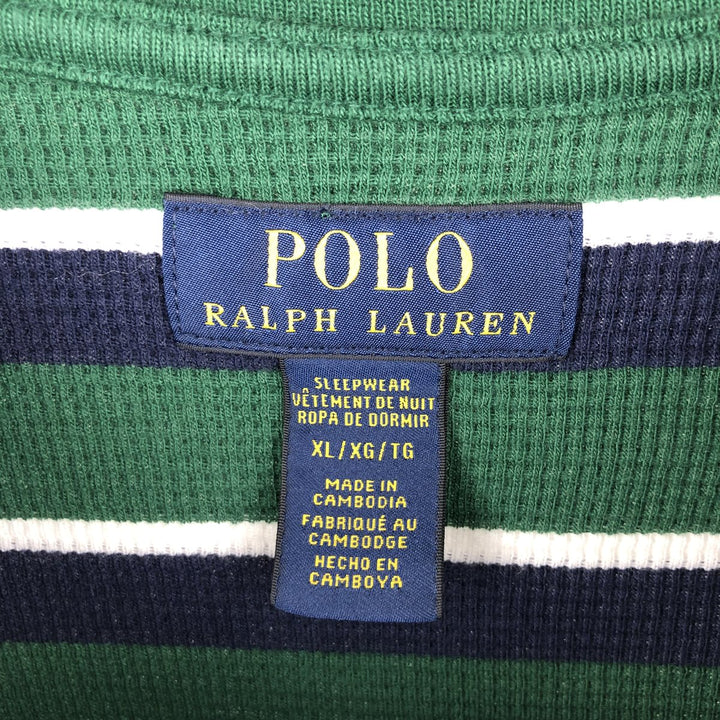 POLO
RALPH LAUREN
SLEEPWEAR
VÊTEMENT DE NUIT
ROPA DE DORMIR
XL/XG/TG
MADE IN
CAMBODIA
FABRIQUÉ AU
CAMBODGE
HECHO EN
CAMBOYA